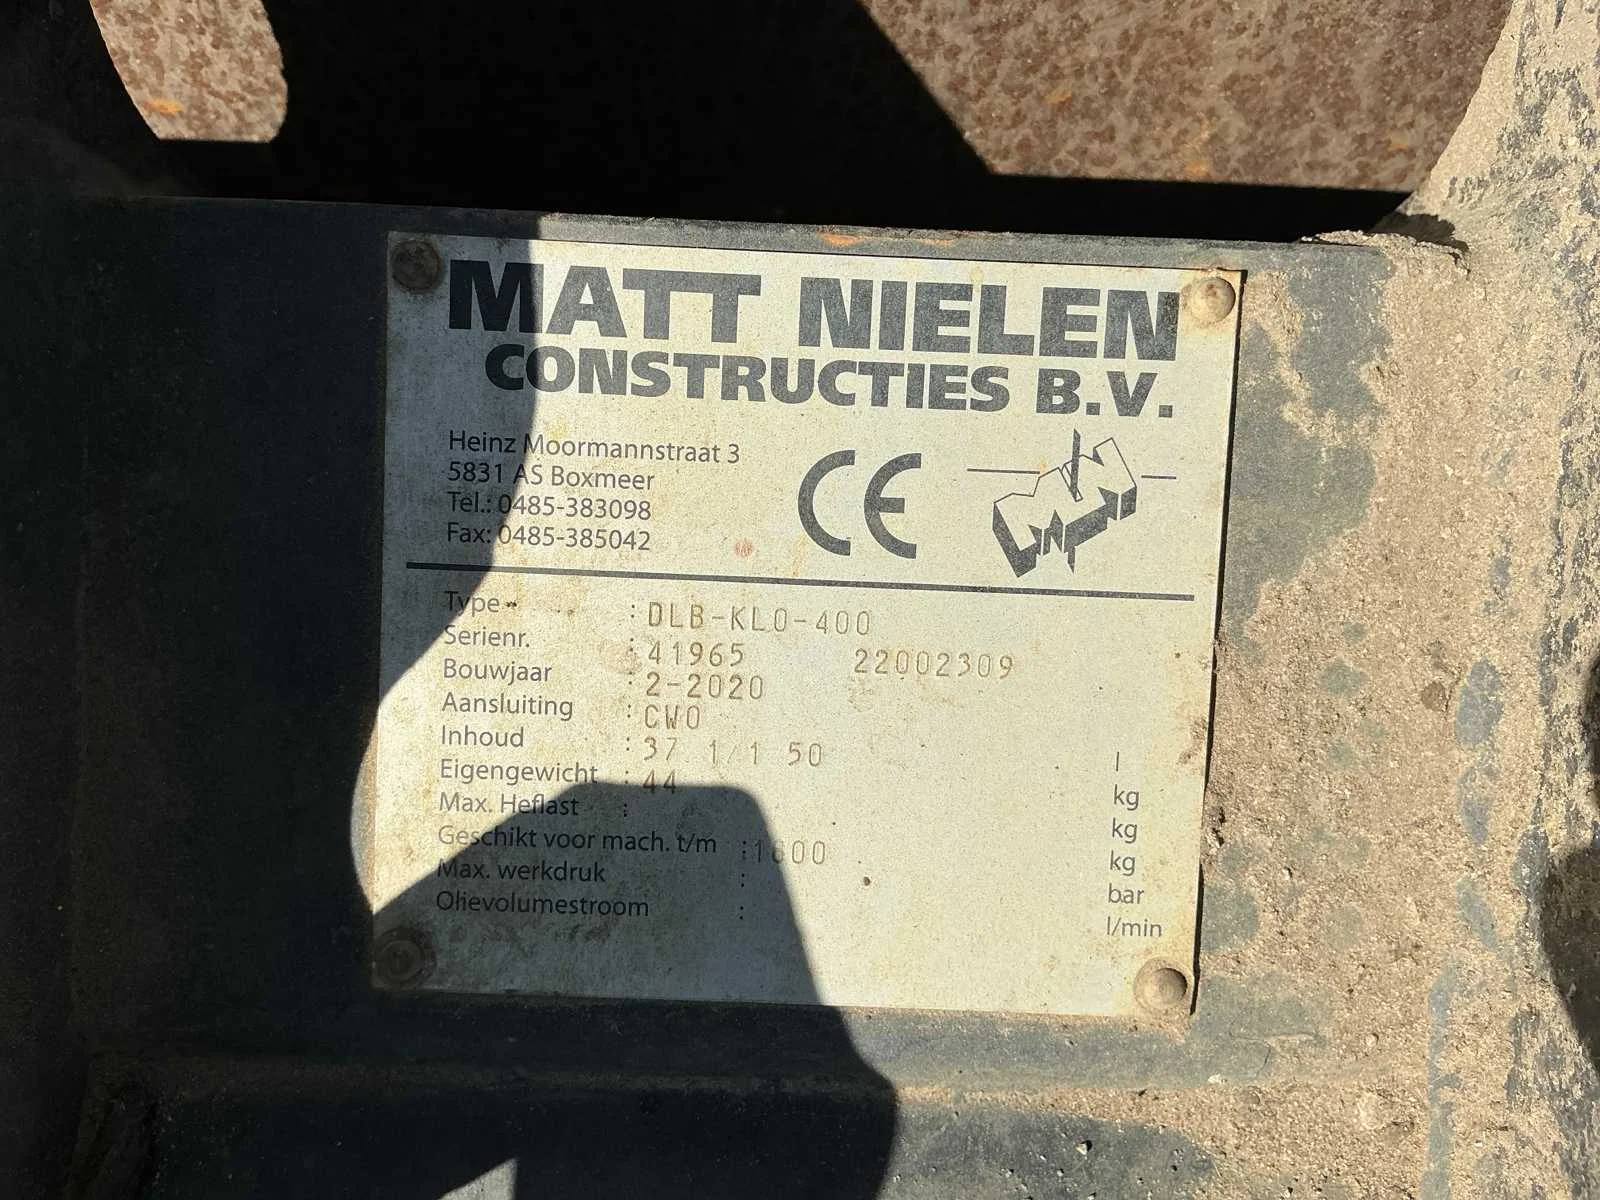 MATT NIELEN
CONSTRUCTIES B.V.
Heinz Moormannstraat 3
5831 AS Boxmeer
Tel.: 0485-383098
Fax: 0485-385042
CE
Type : DLB-KLO-400
Serienr. : 41965 22002309
Bouwjaar : 2-2020
Aansluiting : CW0
Inhoud : 37 1/1 50 l
Eigengewicht : 44 kg
Max. Heflast : kg
Geschikt voor mach. t/m : 1600 kg
Max. werkdruk : bar
Olievolumestroom : l/min